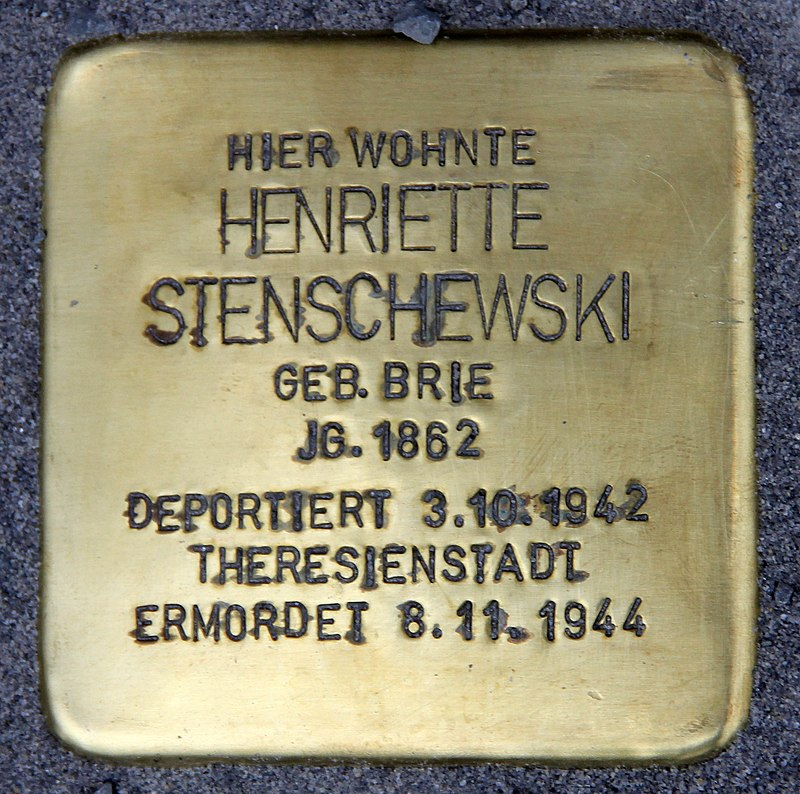 HIER WOHNTE
HENRIETTE
STENSCHEWSKI
GEB. BRIE
JG. 1862
DEPORTIERT 3.10.1942
THERESIENSTADT
ERMORDET 8.11.1944